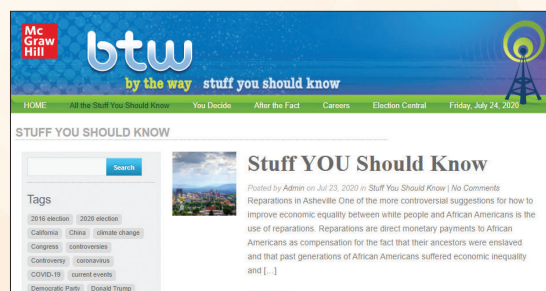 Mc
Graw
Hill
btw
by the way stuff you should know
HOME All the Stuff You Should Know You Decide After the Fact Careers Election Central Friday, July 24, 2020
STUFF YOU SHOULD KNOW
Search
Tags
2016 election 2020 election
California China climate change
Congress controversies
Controversy coronavirus
COVID-19 current events
Democratic Party Donald Trump
Stuff YOU Should Know
Posted by Admin on Jul 23, 2020 in Stuff You Should Know | No Comments
Reparations in Asheville One of the more controversial suggestions for how to
improve economic equality between white people and African Americans is the
use of reparations. Reparations are direct monetary payments to African
Americans as compensation for the fact that their ancestors were enslaved
and that past generations of African Americans suffered economic inequality
and […]